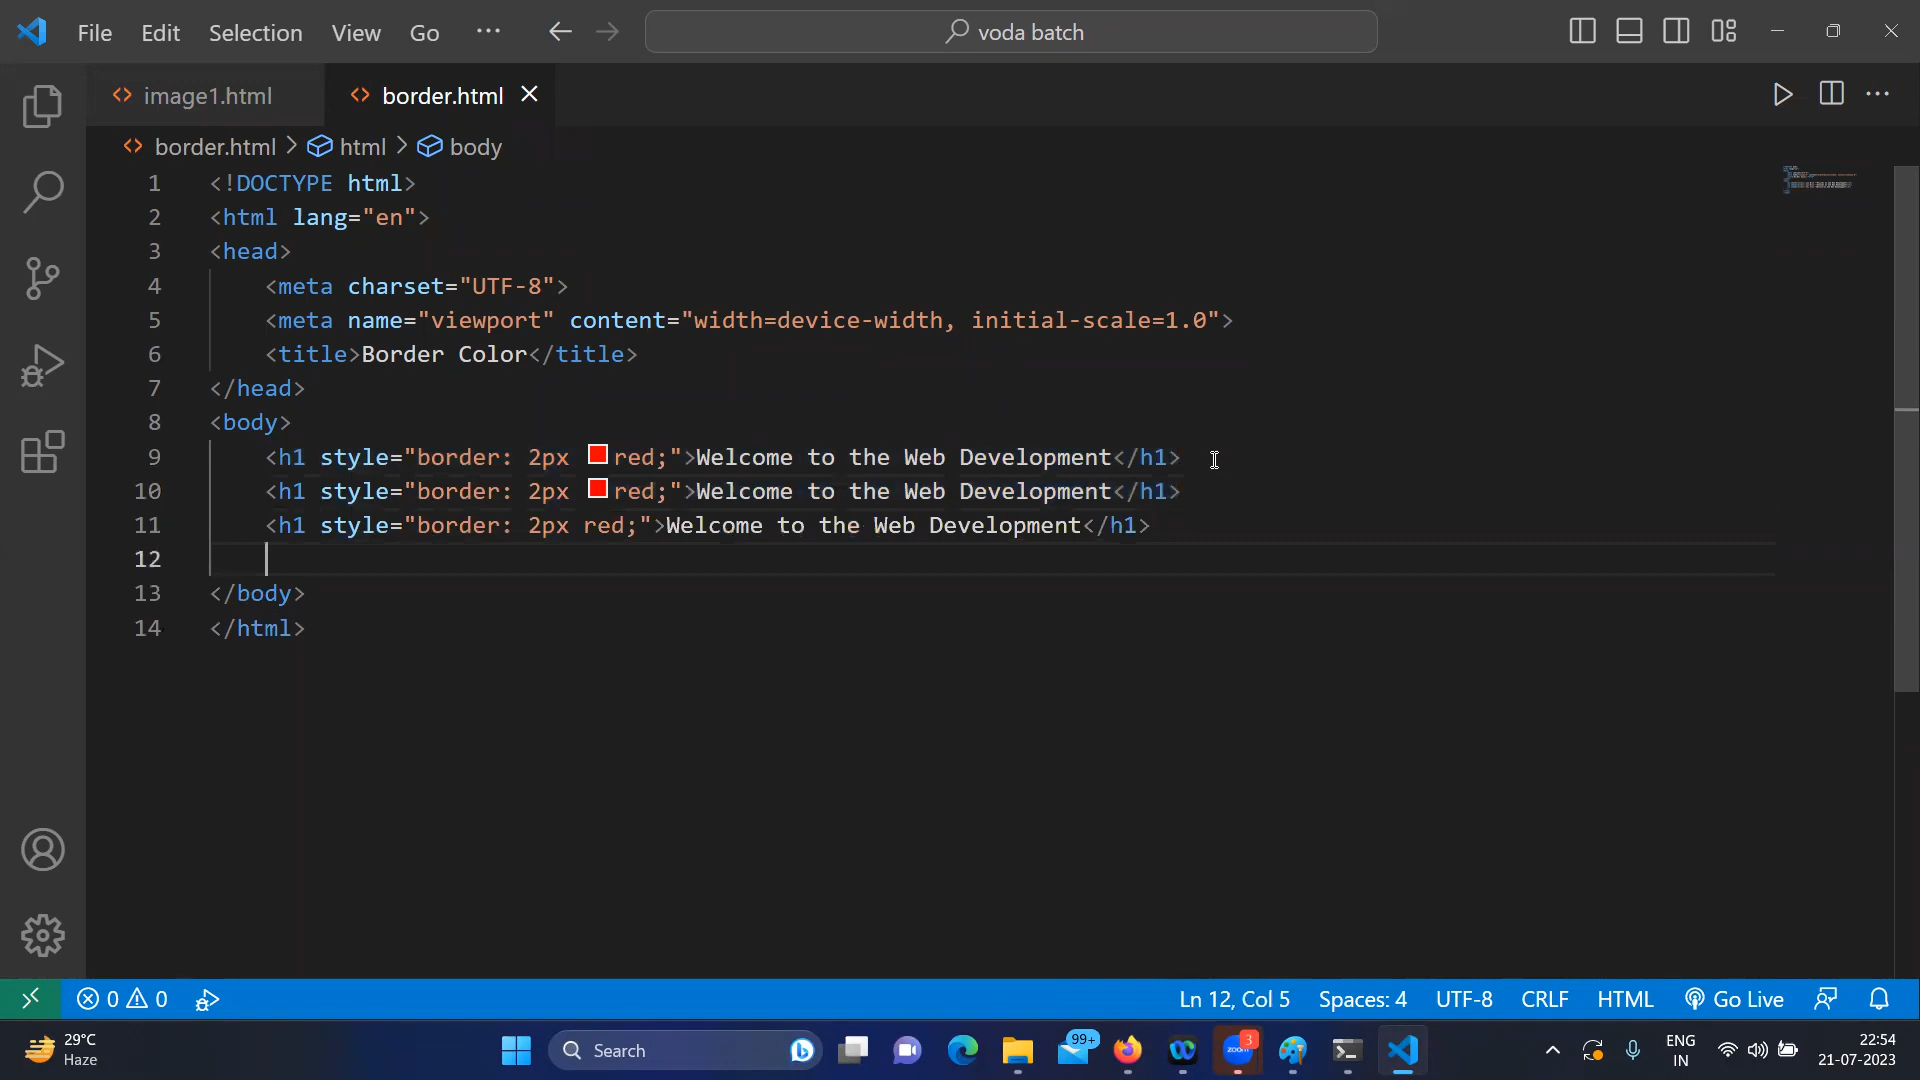 File Edit Selection View Go ··· voda batch
image1.html border.html
border.html > html > body
1 <!DOCTYPE html>
2 <html lang="en">
3 <head>
4 <meta charset="UTF-8">
5 <meta name="viewport" content="width=device-width, initial-scale=1.0">
6 <title>Border Color</title>
7 </head>
8 <body>
9 <h1 style="border: 2px red;">Welcome to the Web Development</h1>
10 <h1 style="border: 2px red;">Welcome to the Web Development</h1>
11 <h1 style="border: 2px red;">Welcome to the Web Development</h1>
12
13 </body>
14 </html>
0 0 Ln 12, Col 5 Spaces: 4 UTF-8 CRLF HTML Go Live
29°C
Haze
Search
99+
zoom
3
ENG
IN
22:54
21-07-2023